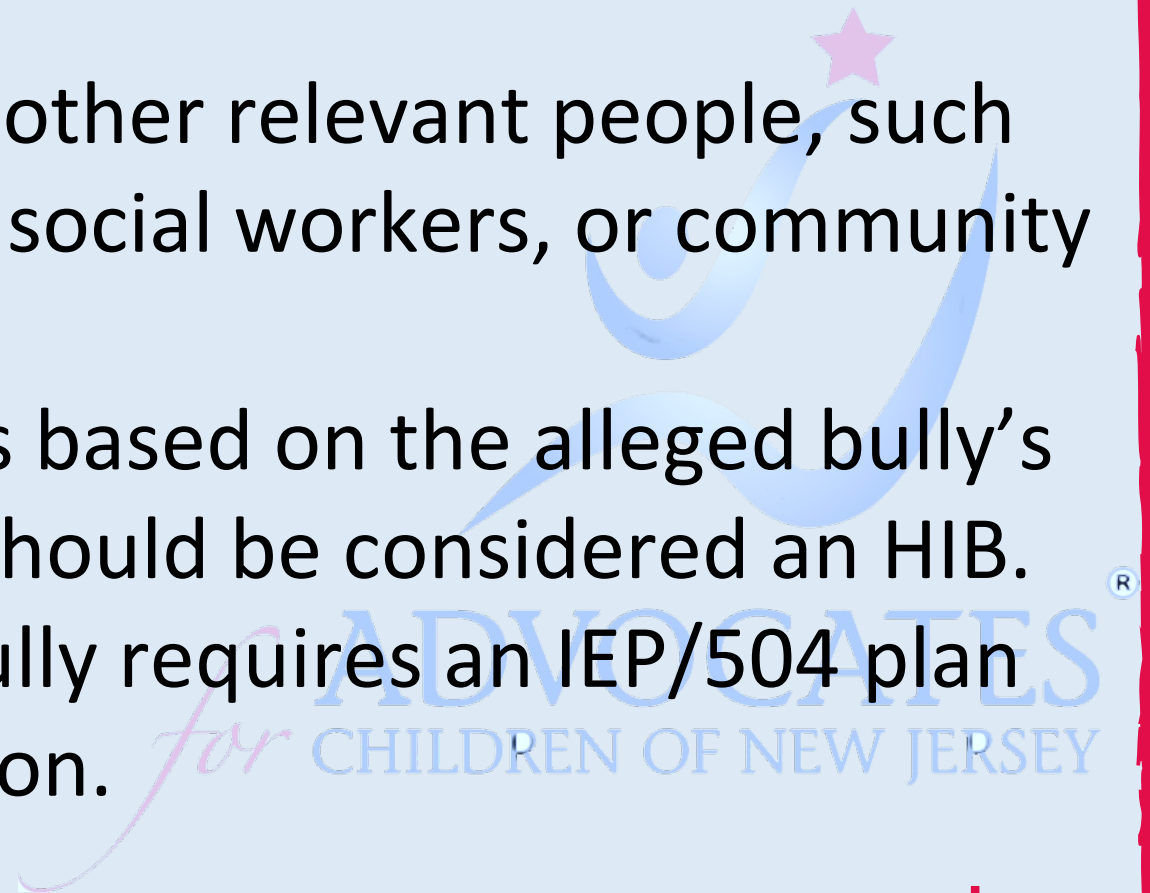 other relevant people, such
social workers, or community
s based on the alleged bully’s
hould be considered an HIB.
ully requires an IEP/504 plan
on.
®
ADVOCATES
for CHILDREN OF NEW JERSEY